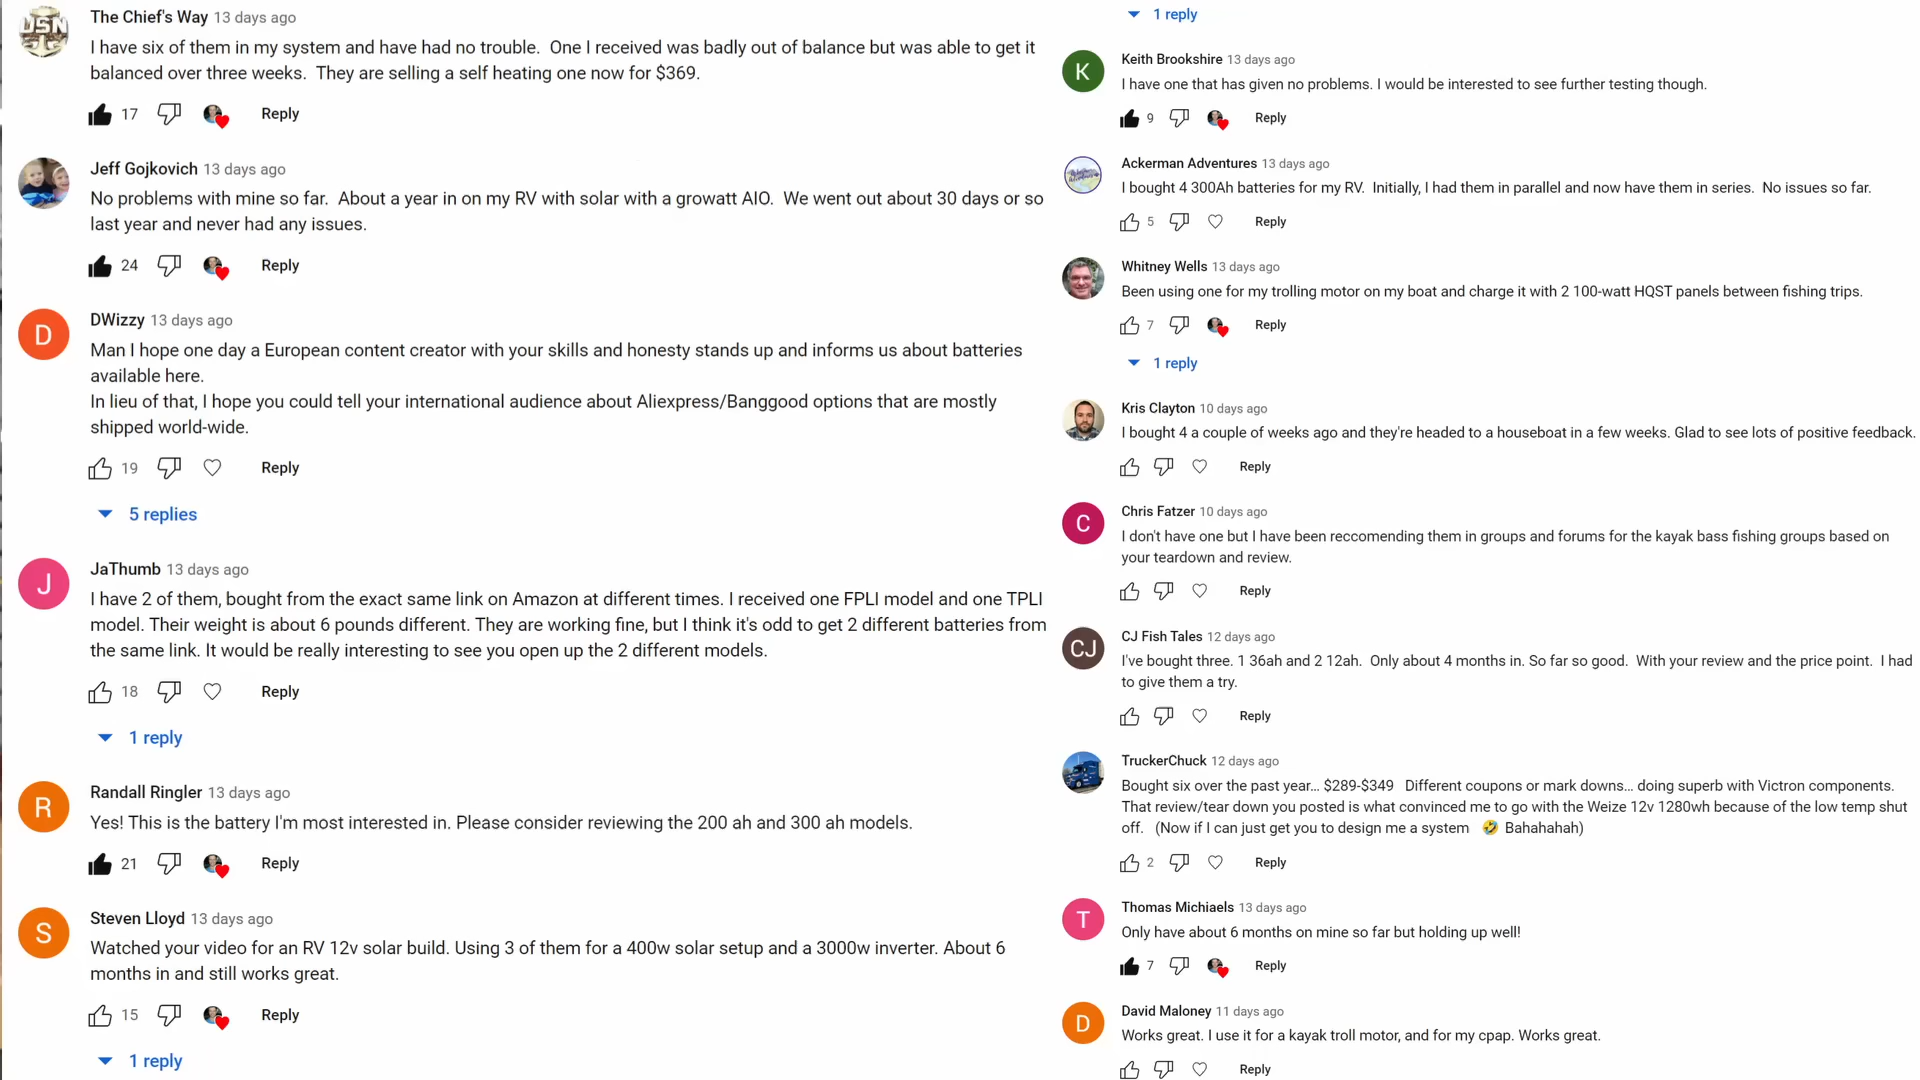 USN
The Chief's Way 13 days ago
I have six of them in my system and have had no trouble.  One I received was badly out of balance but was able to get it
balanced over three weeks.  They are selling a self heating one now for $369.
17 Reply
Jeff Gojkovich 13 days ago
No problems with mine so far.  About a year in on my RV with solar with a growatt AIO.  We went out about 30 days or so
last year and never had any issues.
24 Reply
D
DWizzy 13 days ago
Man I hope one day a European content creator with your skills and honesty stands up and informs us about batteries
available here.
In lieu of that, I hope you could tell your international audience about Aliexpress/Banggood options that are mostly
shipped world-wide.
19 Reply
5 replies
J
JaThumb 13 days ago
I have 2 of them, bought from the exact same link on Amazon at different times. I received one FPLI model and one TPLI
model. Their weight is about 6 pounds different. They are working fine, but I think it's odd to get 2 different batteries from
the same link. It would be really interesting to see you open up the 2 different models.
18 Reply
1 reply
R
Randall Ringler 13 days ago
Yes! This is the battery I'm most interested in. Please consider reviewing the 200 ah and 300 ah models.
21 Reply
S
Steven Lloyd 13 days ago
Watched your video for an RV 12v solar build. Using 3 of them for a 400w solar setup and a 3000w inverter. About 6
months in and still works great.
15 Reply
1 reply
1 reply
K
Keith Brookshire 13 days ago
I have one that has given no problems. I would be interested to see further testing though.
9 Reply
Ackerman Adventures 13 days ago
I bought 4 300Ah batteries for my RV.  Initially, I had them in parallel and now have them in series.  No issues so far.
5 Reply
Whitney Wells 13 days ago
Been using one for my trolling motor on my boat and charge it with 2 100-watt HQST panels between fishing trips.
7 Reply
1 reply
Kris Clayton 10 days ago
I bought 4 a couple of weeks ago and they're headed to a houseboat in a few weeks. Glad to see lots of positive feedback.
Reply
C
Chris Fatzer 10 days ago
I don't have one but I have been reccomending them in groups and forums for the kayak bass fishing groups based on
your teardown and review.
Reply
CJ
CJ Fish Tales 12 days ago
I've bought three. 1 36ah and 2 12ah.  Only about 4 months in. So far so good.  With your review and the price point.  I had
to give them a try.
Reply
TruckerChuck 12 days ago
Bought six over the past year... $289-$349   Different coupons or mark downs... doing superb with Victron components.
That review/tear down you posted is what convinced me to go with the Weize 12v 1280wh because of the low temp shut
off.   (Now if I can just get you to design me a system   🤣 Bahahahah)
2 Reply
T
Thomas Michiaels 13 days ago
Only have about 6 months on mine so far but holding up well!
7 Reply
D
David Maloney 11 days ago
Works great. I use it for a kayak troll motor, and for my cpap. Works great.
Reply